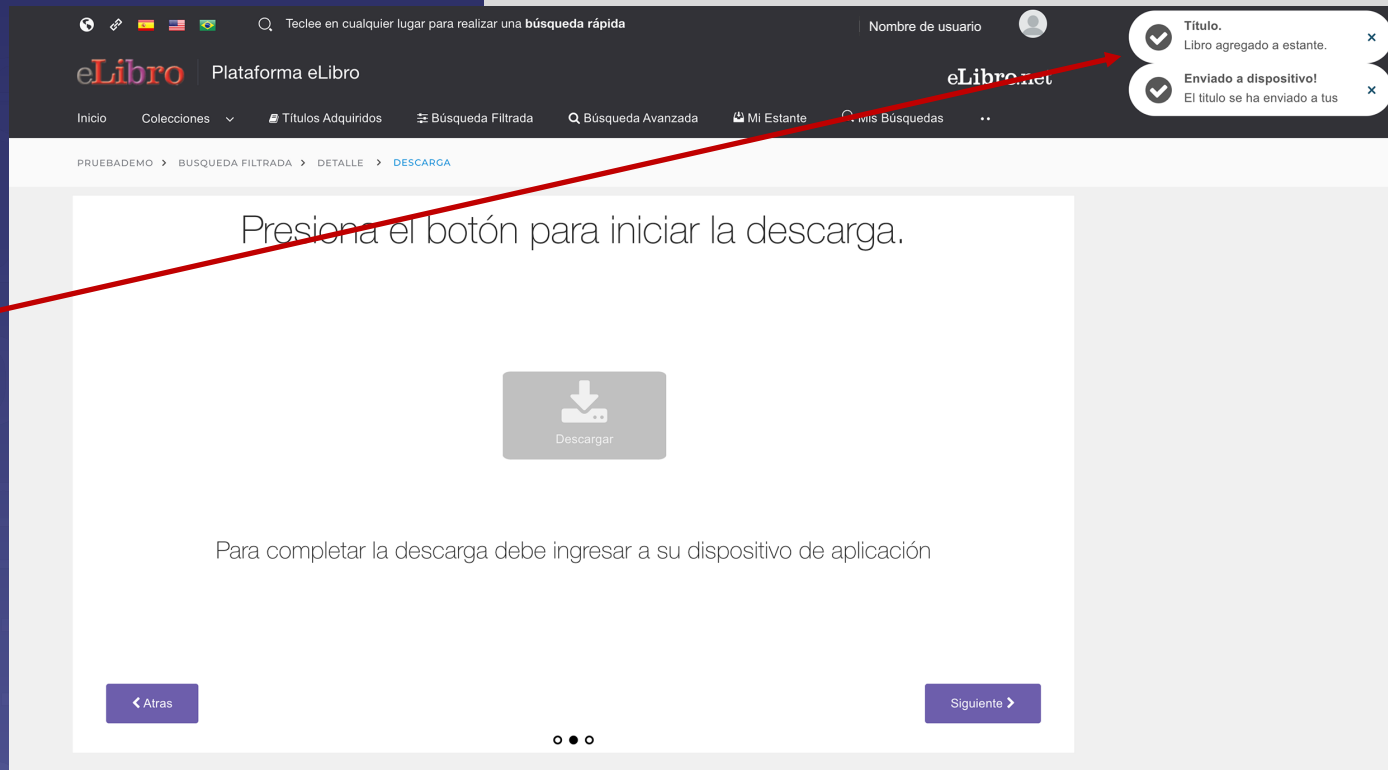 Teclee en cualquier lugar para realizar una búsqueda rápida
Nombre de usuario
Título.
Libro agregado a estante.
×
Enviado a dispositivo!
El titulo se ha enviado a tus
×
eLibro
Plataforma eLibro
eLibro.net
Inicio Colecciones Títulos Adquiridos Búsqueda Filtrada Búsqueda Avanzada Mi Estante Mis Búsquedas
PRUEBADEMO > BUSQUEDA FILTRADA > DETALLE > DESCARGA
Presiona el botón para iniciar la descarga.
Descargar
Para completar la descarga debe ingresar a su dispositivo de aplicación
Atras
Siguiente